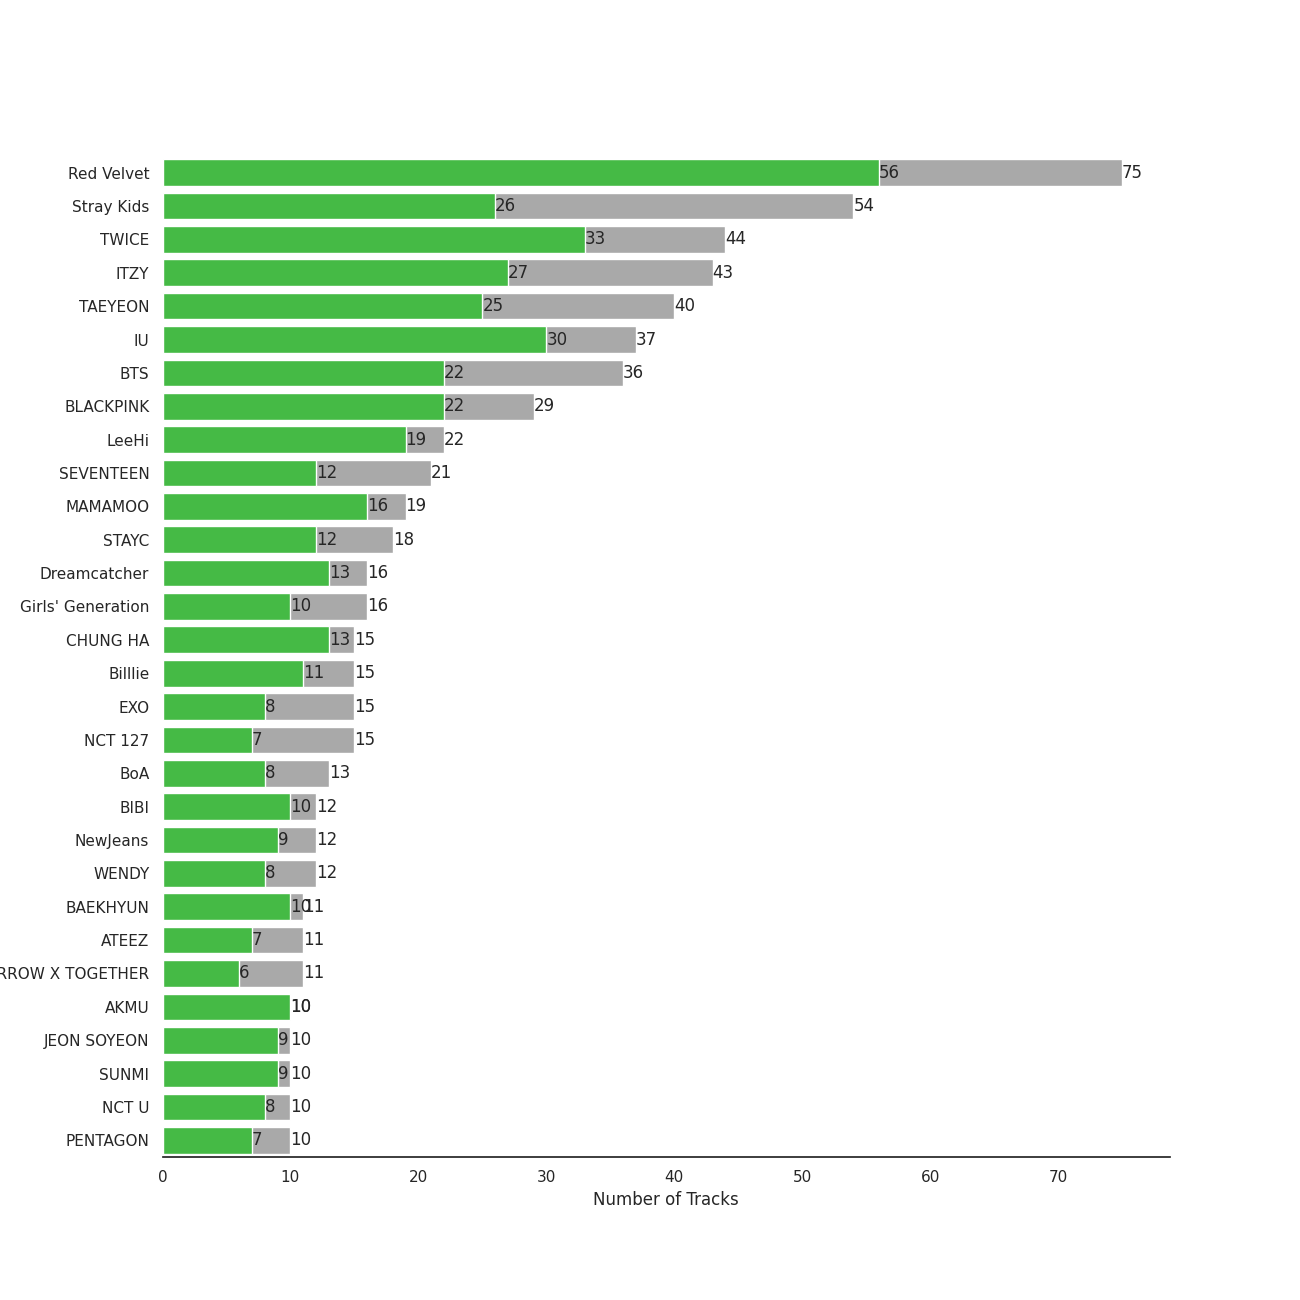 Red Velvet 56 75
Stray Kids 26 54
TWICE 33 44
ITZY 27 43
TAEYEON 25 40
IU 30 37
BTS 22 36
BLACKPINK 22 29
LeeHi 19 22
SEVENTEEN 12 21
MAMAMOO 16 19
STAYC 12 18
Dreamcatcher 13 16
Girls' Generation 10 16
CHUNG HA 13 15
Billlie 11 15
EXO 8 15
NCT 127 7 15
BoA 8 13
BIBI 10 12
NewJeans 9 12
WENDY 8 12
BAEKHYUN 10 11
ATEEZ 7 11
RROW X TOGETHER 6 11
AKMU 10 10
JEON SOYEON 9 10
SUNMI 9 10
NCT U 8 10
PENTAGON 7 10
0 10 20 30 40 50 60 70
Number of Tracks